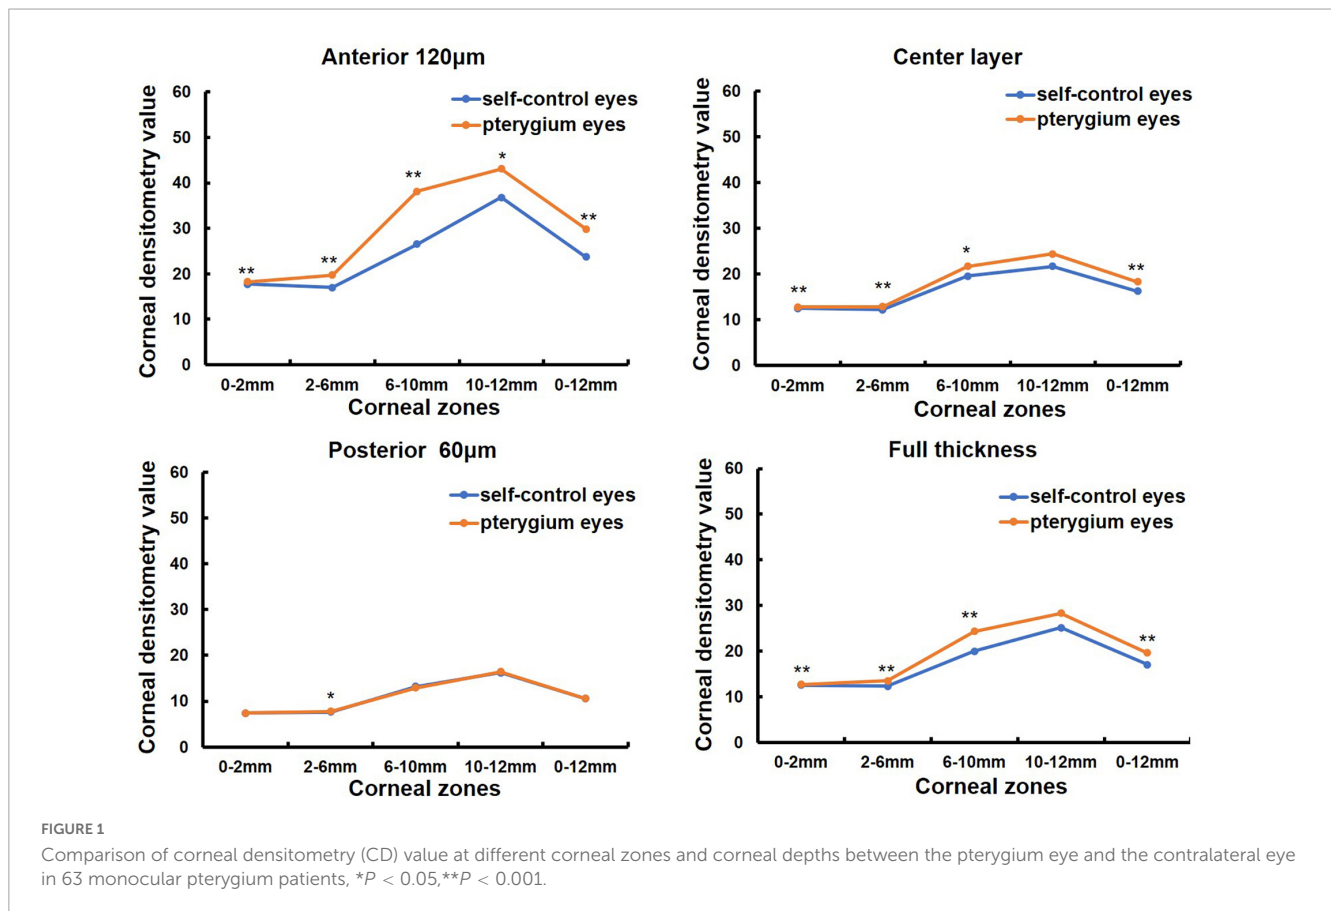 Anterior 120μm
Corneal densitometry value
60
50
40
30
20
10
0
self-control eyes
pterygium eyes
**
**
**
*
**
0-2mm 2-6mm 6-10mm 10-12mm 0-12mm
Corneal zones
Center layer
Corneal densitometry value
60
50
40
30
20
10
0
self-control eyes
pterygium eyes
**
**
*
**
0-2mm 2-6mm 6-10mm 10-12mm 0-12mm
Corneal zones
Posterior 60μm
Corneal densitometry value
60
50
40
30
20
10
0
self-control eyes
pterygium eyes
*
0-2mm 2-6mm 6-10mm 10-12mm 0-12mm
Corneal zones
Full thickness
Corneal densitometry value
60
50
40
30
20
10
0
self-control eyes
pterygium eyes
**
**
**
**
0-2mm 2-6mm 6-10mm 10-12mm 0-12mm
Corneal zones
FIGURE 1
Comparison of corneal densitometry (CD) value at different corneal zones and corneal depths between the pterygium eye and the contralateral eye
in 63 monocular pterygium patients, *P < 0.05,**P < 0.001.